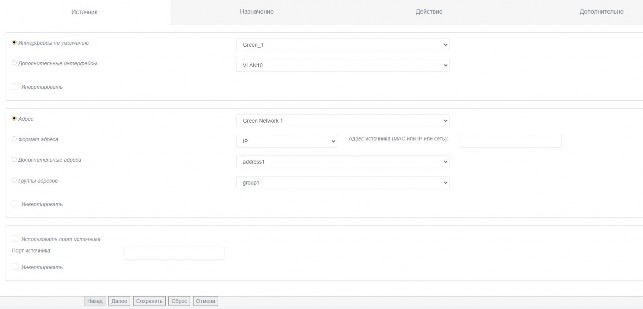 Источник Назначение Действие Дополнительно
Интерфейсы по умолчанию Green_1
Дополнительные интерфейсы VLAN10
Инвертировать
Адрес Green Network 1
Формат адреса IP Адрес источника (MAC или IP или сеть):
Дополнительные адреса address1
Группы адресов group1
Инвертировать
Использовать порт источника
Порт источника
Инвертировать
Назад Далее Сохранить Сброс Отмена